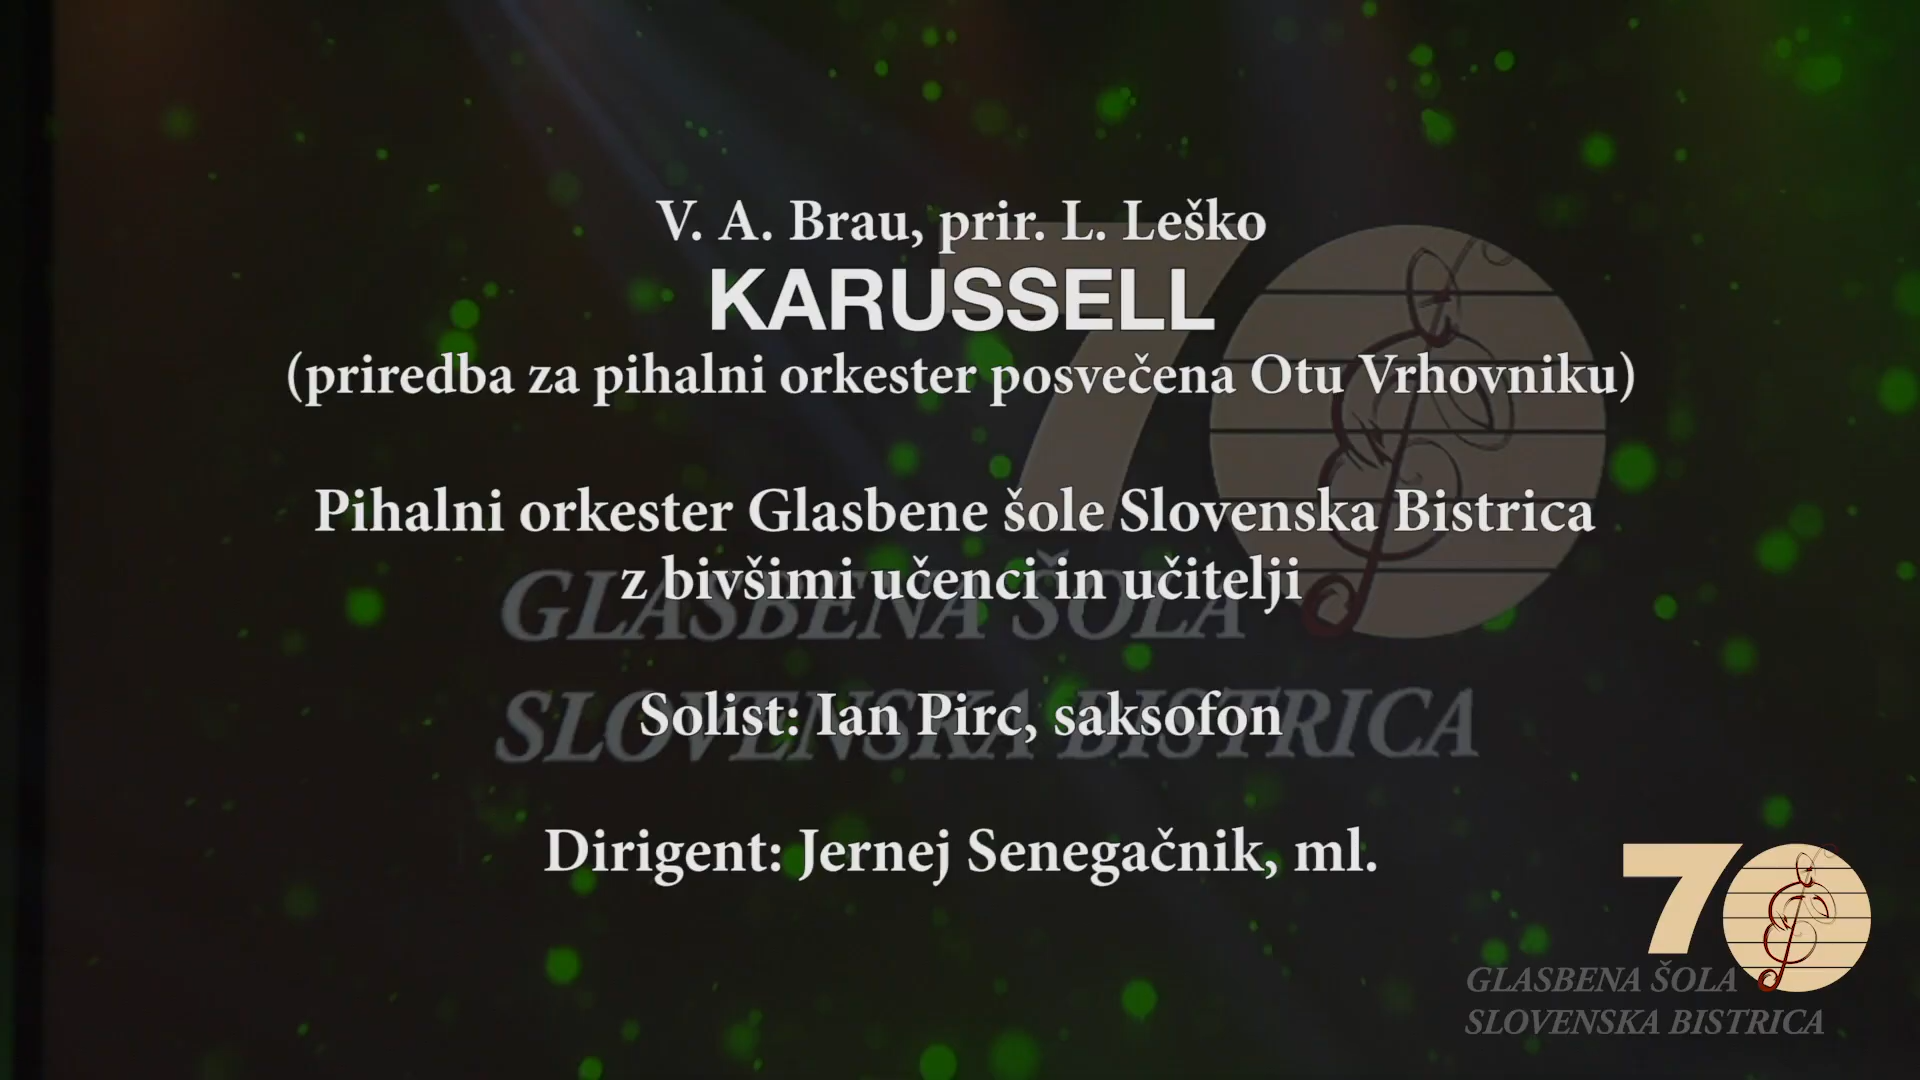 V. A. Brau, prir. L. Leško
KARUSSELL
(priredba za pihalni orkester posvečena Otu Vrhovniku)
Pihalni orkester Glasbene šole Slovenska Bistrica
z bivšimi učenci in učitelji
GLASBENA ŠOLA
Solist: Ian Pirc, saksofon
SLOVENSKA BISTRICA
Dirigent: Jernej Senegačnik, ml.
70
GLASBENA ŠOLA
SLOVENSKA BISTRICA